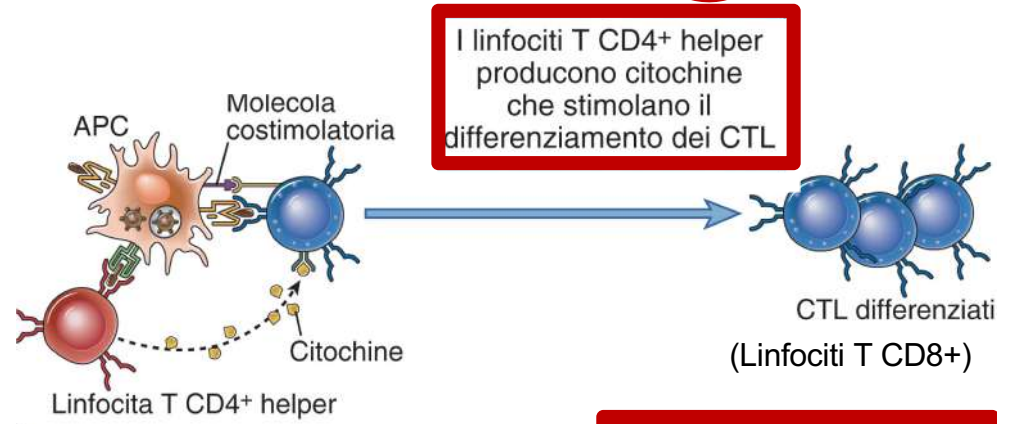 I linfociti T CD4+ helper
producono citochine
che stimolano il
differenziamento dei CTL
APC
Molecola
costimolatoria
Citochine
Linfocita T CD4+ helper
CTL differenziati
(Linfociti T CD8+)